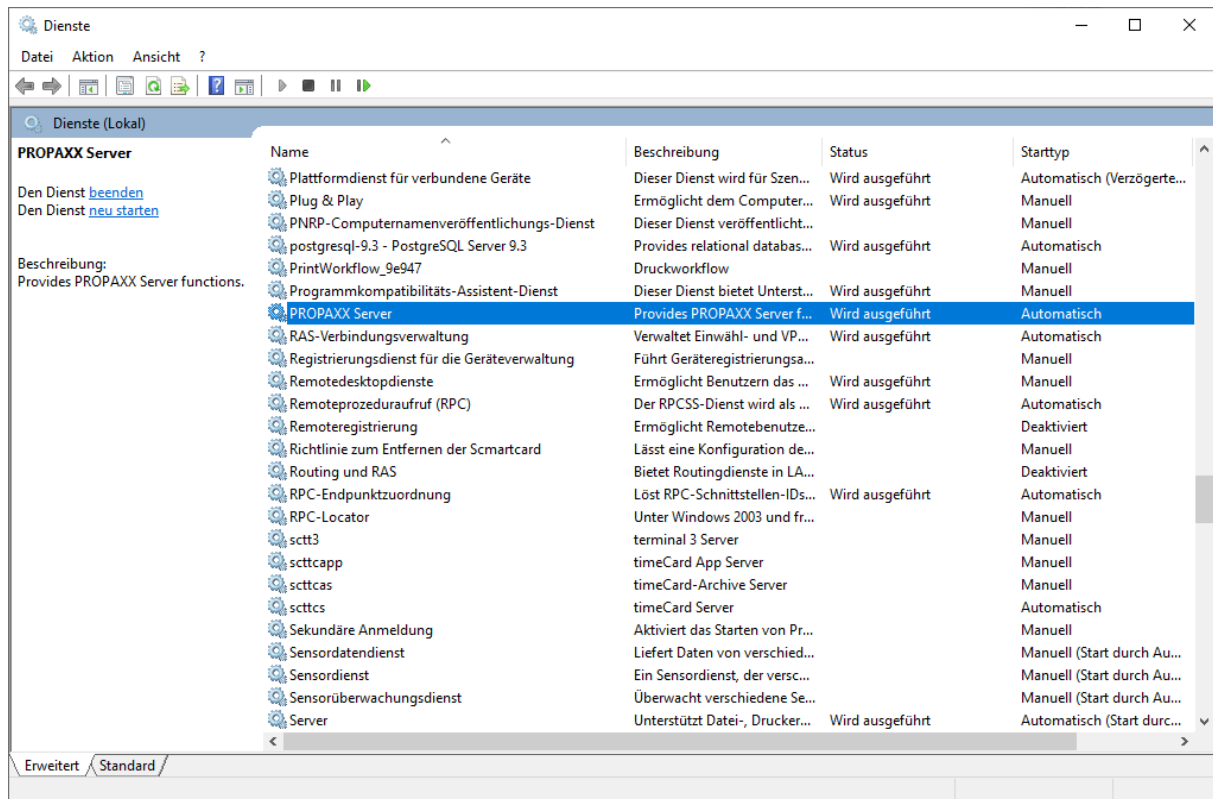 Dienste
Datei Aktion Ansicht ?
Dienste (Lokal)
PROPAXX Server
Den Dienst beenden
Den Dienst neu starten
Beschreibung:
Provides PROPAXX Server functions.
Name Beschreibung Status Starttyp
Plattformdienst für verbundene Geräte Dieser Dienst wird für Szen... Wird ausgeführt Automatisch (Verzögerte...
Plug & Play Ermöglicht dem Computer... Wird ausgeführt Manuell
PNRP-Computernamenveröffentlichungs-Dienst Dieser Dienst veröffentlicht... Manuell
postgresql-9.3 - PostgreSQL Server 9.3 Provides relational databas... Wird ausgeführt Automatisch
PrintWorkflow_9e947 Druckworkflow Manuell
Programmkompatibilitäts-Assistent-Dienst Dieser Dienst bietet Unterst... Wird ausgeführt Manuell
PROPAXX Server Provides PROPAXX Server f... Wird ausgeführt Automatisch
RAS-Verbindungsverwaltung Verwaltet Einwähl- und VP... Wird ausgeführt Automatisch
Registrierungsdienst für die Geräteverwaltung Führt Geräteregistrierungsa... Manuell
Remotedesktopdienste Ermöglicht Benutzern das ... Wird ausgeführt Manuell
Remoteprozeduraufruf (RPC) Der RPCSS-Dienst wird als ... Wird ausgeführt Automatisch
Remoteregistrierung Ermöglicht Remotebenutze... Deaktiviert
Richtlinie zum Entfernen der Scmartcard Lässt eine Konfiguration de... Manuell
Routing und RAS Bietet Routingdienste in LA... Deaktiviert
RPC-Endpunktzuordnung Löst RPC-Schnittstellen-IDs... Wird ausgeführt Automatisch
RPC-Locator Unter Windows 2003 und fr... Manuell
sctt3 terminal 3 Server Manuell
scttcapp timeCard App Server Manuell
scttcas timeCard-Archive Server Manuell
scttcs timeCard Server Automatisch
Sekundäre Anmeldung Aktiviert das Starten von Pr... Manuell
Sensordatendienst Liefert Daten von verschied... Manuell (Start durch Au...
Sensordienst Ein Sensordienst, der versc... Manuell (Start durch Au...
Sensorüberwachungsdienst Überwacht verschiedene Se... Manuell (Start durch Au...
Server Unterstützt Datei-, Drucker... Wird ausgeführt Automatisch (Start durc...
Erweitert Standard